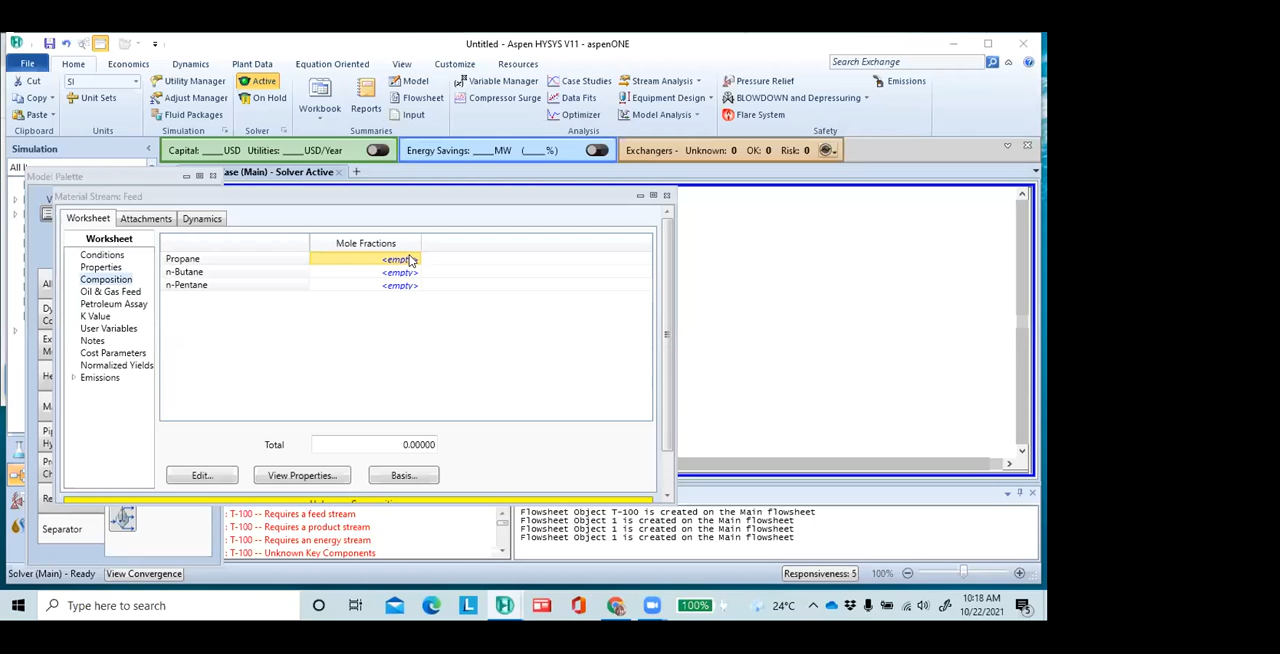 Untitled - Aspen HYSYS V11 - aspenONE
File Home Economics Dynamics Plant Data Equation Oriented View Customize Resources Search Exchange
Cut SI Utility Manager Active Model Variable Manager Case Studies Stream Analysis Pressure Relief Emissions
Copy Unit Sets Adjust Manager On Hold Workbook Reports Flowsheet Compressor Surge Data Fits Equipment Design BLOWDOWN and Depressuring
Paste Fluid Packages Input Optimizer Model Analysis Flare System
Clipboard Units Simulation Solver Summaries Analysis Safety
Simulation Capital: ____USD Utilities: ____USD/Year Energy Savings: ____MW (____%) Exchangers - Unknown: 0 OK: 0 Risk: 0
All Model Palette ase (Main) - Solver Active +
Material Stream: Feed
Worksheet Attachments Dynamics
Worksheet Mole Fractions
Conditions Propane <empty>
Properties n-Butane <empty>
Composition n-Pentane <empty>
Oil & Gas Feed
Petroleum Assay
K Value
User Variables
Notes
Cost Parameters
Normalized Yields
Emissions
Total 0.00000
Edit... View Properties... Basis...
: T-100 -- Requires a feed stream
: T-100 -- Requires a product stream
: T-100 -- Requires an energy stream
: T-100 -- Unknown Key Components
Flowsheet Object T-100 is created on the Main flowsheet
Flowsheet Object 1 is created on the Main flowsheet
Flowsheet Object 1 is created on the Main flowsheet
Flowsheet Object 1 is created on the Main flowsheet
Separator
Solver (Main) - Ready View Convergence Responsiveness: 5 100%
Type here to search 100% 24°C 10:18 AM
10/22/2021